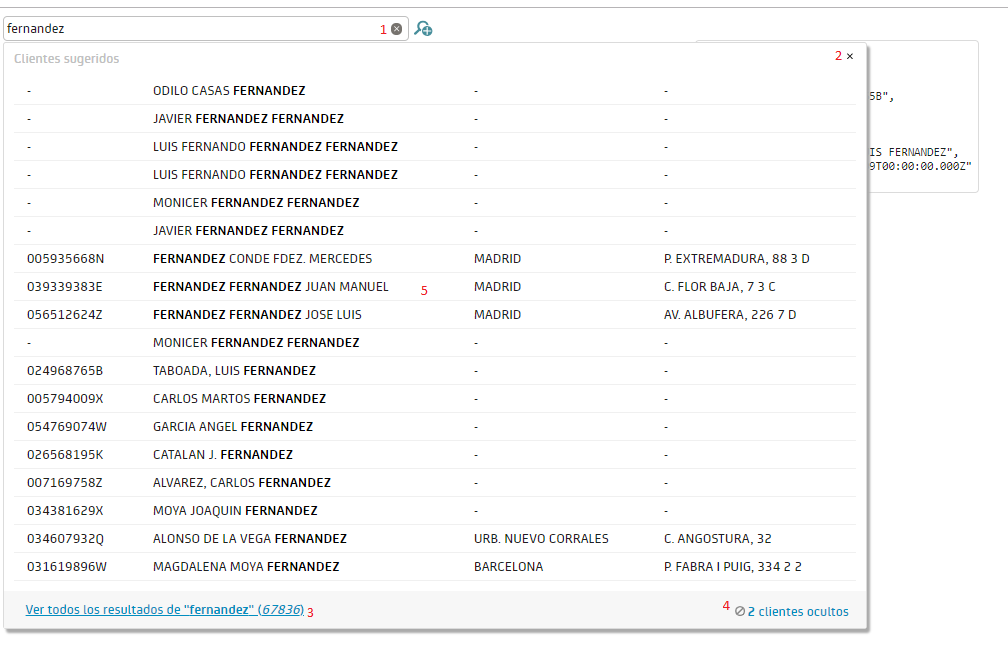 fernandez 1
Clientes sugeridos 2 ×
- ODILO CASAS FERNANDEZ - -
- JAVIER FERNANDEZ FERNANDEZ - -
- LUIS FERNANDO FERNANDEZ FERNANDEZ - -
- LUIS FERNANDO FERNANDEZ FERNANDEZ - -
- MONICER FERNANDEZ FERNANDEZ - -
- JAVIER FERNANDEZ FERNANDEZ - -
005935668N FERNANDEZ CONDE FDEZ. MERCEDES MADRID P. EXTREMADURA, 88 3 D
039339383E FERNANDEZ FERNANDEZ JUAN MANUEL 5 MADRID C. FLOR BAJA, 7 3 C
056512624Z FERNANDEZ FERNANDEZ JOSE LUIS MADRID AV. ALBUFERA, 226 7 D
- MONICER FERNANDEZ FERNANDEZ - -
024968765B TABOADA, LUIS FERNANDEZ - -
005794009X CARLOS MARTOS FERNANDEZ - -
054769074W GARCIA ANGEL FERNANDEZ - -
026568195K CATALAN J. FERNANDEZ - -
007169758Z ALVAREZ, CARLOS FERNANDEZ - -
034381629X MOYA JOAQUIN FERNANDEZ - -
034607932Q ALONSO DE LA VEGA FERNANDEZ URB. NUEVO CORRALES C. ANGOSTURA, 32
031619896W MAGDALENA MOYA FERNANDEZ BARCELONA P. FABRA I PUIG, 334 2 2
Ver todos los resultados de "fernandez" (67836) 3 4 2 clientes ocultos
5B",
IS FERNANDEZ",
9T00:00:00.000Z"